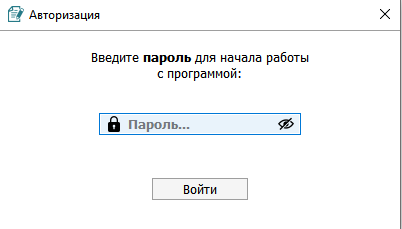 Авторизация
Введите пароль для начала работы
с программой:
Пароль...
Войти